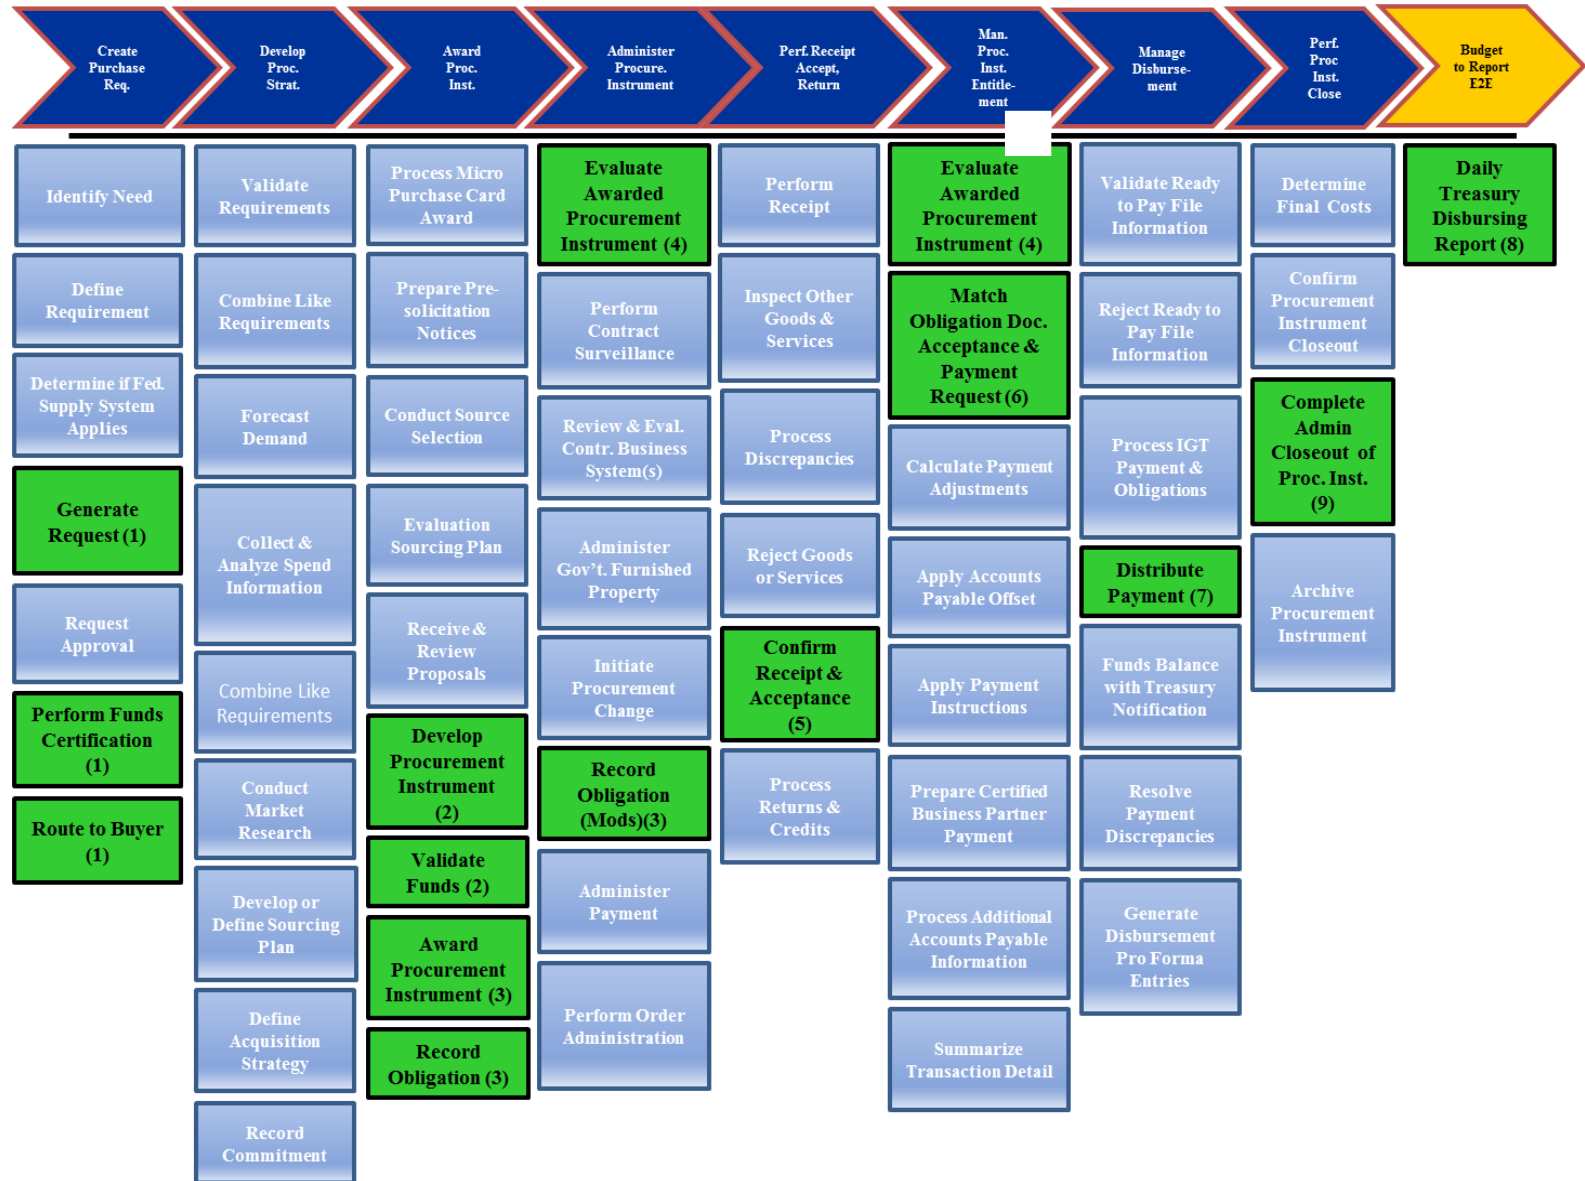 Create
Purchase
Req.
Develop
Proc.
Strat.
Award
Proc.
Inst.
Administer
Procure.
Instrument
Perf. Receipt
Accept,
Return
Man.
Proc.
Inst.
Entitle-
ment
Manage
Disburse-
ment
Perf.
Proc
Inst.
Close
Budget
to Report
E2E
Identify Need
Define
Requirement
Determine if Fed.
Supply System
Applies
Generate
Request (1)
Request
Approval
Perform Funds
Certification
(1)
Route to Buyer
(1)
Validate
Requirements
Combine Like
Requirements
Forecast
Demand
Collect &
Analyze Spend
Information
Combine Like
Requirements
Conduct
Market
Research
Develop or
Define Sourcing
Plan
Define
Acquisition
Strategy
Record
Commitment
Process Micro
Purchase Card
Award
Prepare Pre-
solicitation
Notices
Conduct Source
Selection
Evaluation
Sourcing Plan
Receive &
Review
Proposals
Develop
Procurement
Instrument
(2)
Validate
Funds (2)
Award
Procurement
Instrument (3)
Record
Obligation (3)
Evaluate
Awarded
Procurement
Instrument (4)
Perform
Contract
Surveillance
Review & Eval.
Contr. Business
System(s)
Administer
Gov't. Furnished
Property
Initiate
Procurement
Change
Record
Obligation
(Mods)(3)
Administer
Payment
Perform Order
Administration
Perform
Receipt
Inspect Other
Goods &
Services
Process
Discrepancies
Reject Goods
or Services
Confirm
Receipt &
Acceptance
(5)
Process
Returns &
Credits
Evaluate
Awarded
Procurement
Instrument (4)
Match
Obligation Doc.
Acceptance &
Payment
Request (6)
Calculate Payment
Adjustments
Apply Accounts
Payable Offset
Apply Payment
Instructions
Prepare Certified
Business Partner
Payment
Process Additional
Accounts Payable
Information
Summarize
Transaction Detail
Validate Ready
to Pay File
Information
Reject Ready to
Pay File
Information
Process IGT
Payment &
Obligations
Distribute
Payment (7)
Funds Balance
with Treasury
Notification
Resolve
Payment
Discrepancies
Generate
Disbursement
Pro Forma
Entries
Determine
Final Costs
Confirm
Procurement
Instrument
Closeout
Complete
Admin
Closeout of
Proc. Inst.
(9)
Archive
Procurement
Instrument
Daily
Treasury
Disbursing
Report (8)